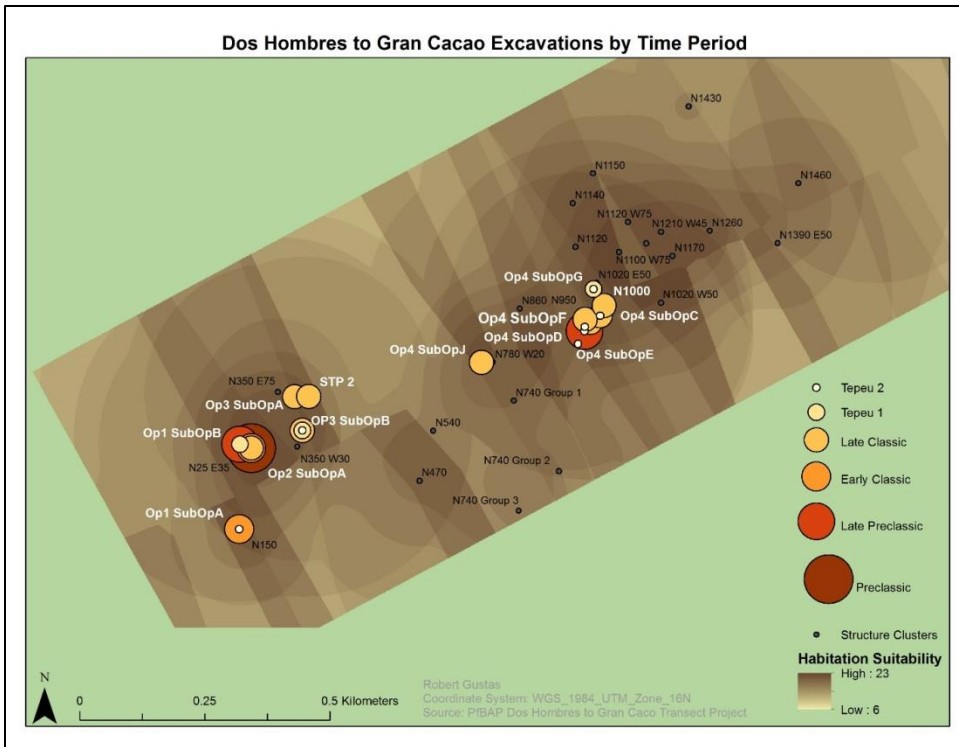 Dos Hombres to Gran Cacao Excavations by Time Period
N1430
N1150
N1460
N1140
N1120 W75
N1210 W45
N1260
N1120
N1390 E50
N1100 W75
N1170
Op4 SubOpG
N1020 E50
N1000
N1020 W50
N860
N950
Op4 SubOpF
Op4 SubOpC
Op4 SubOpD
Op4 SubOpJ
N780 W20
Op4 SubOpE
N350 E75
STP 2
Op3 SubOpA
N740 Group 1
OP3 SubOpB
Op1 SubOpB
N540
N350 W30
N25 E35
Op2 SubOpA
N470
N740 Group 2
N740 Group 3
Op1 SubOpA
N150
Tepeu 2
Tepeu 1
Late Classic
Early Classic
Late Preclassic
Preclassic
Structure Clusters
Habitation Suitability
High : 23
Low : 6
N
0 0.25 0.5 Kilometers
Robert Gustas
Coordinate System: WGS_1984_UTM_Zone_16N
Source: PfBAP Dos Hombres to Gran Caco Transect Project